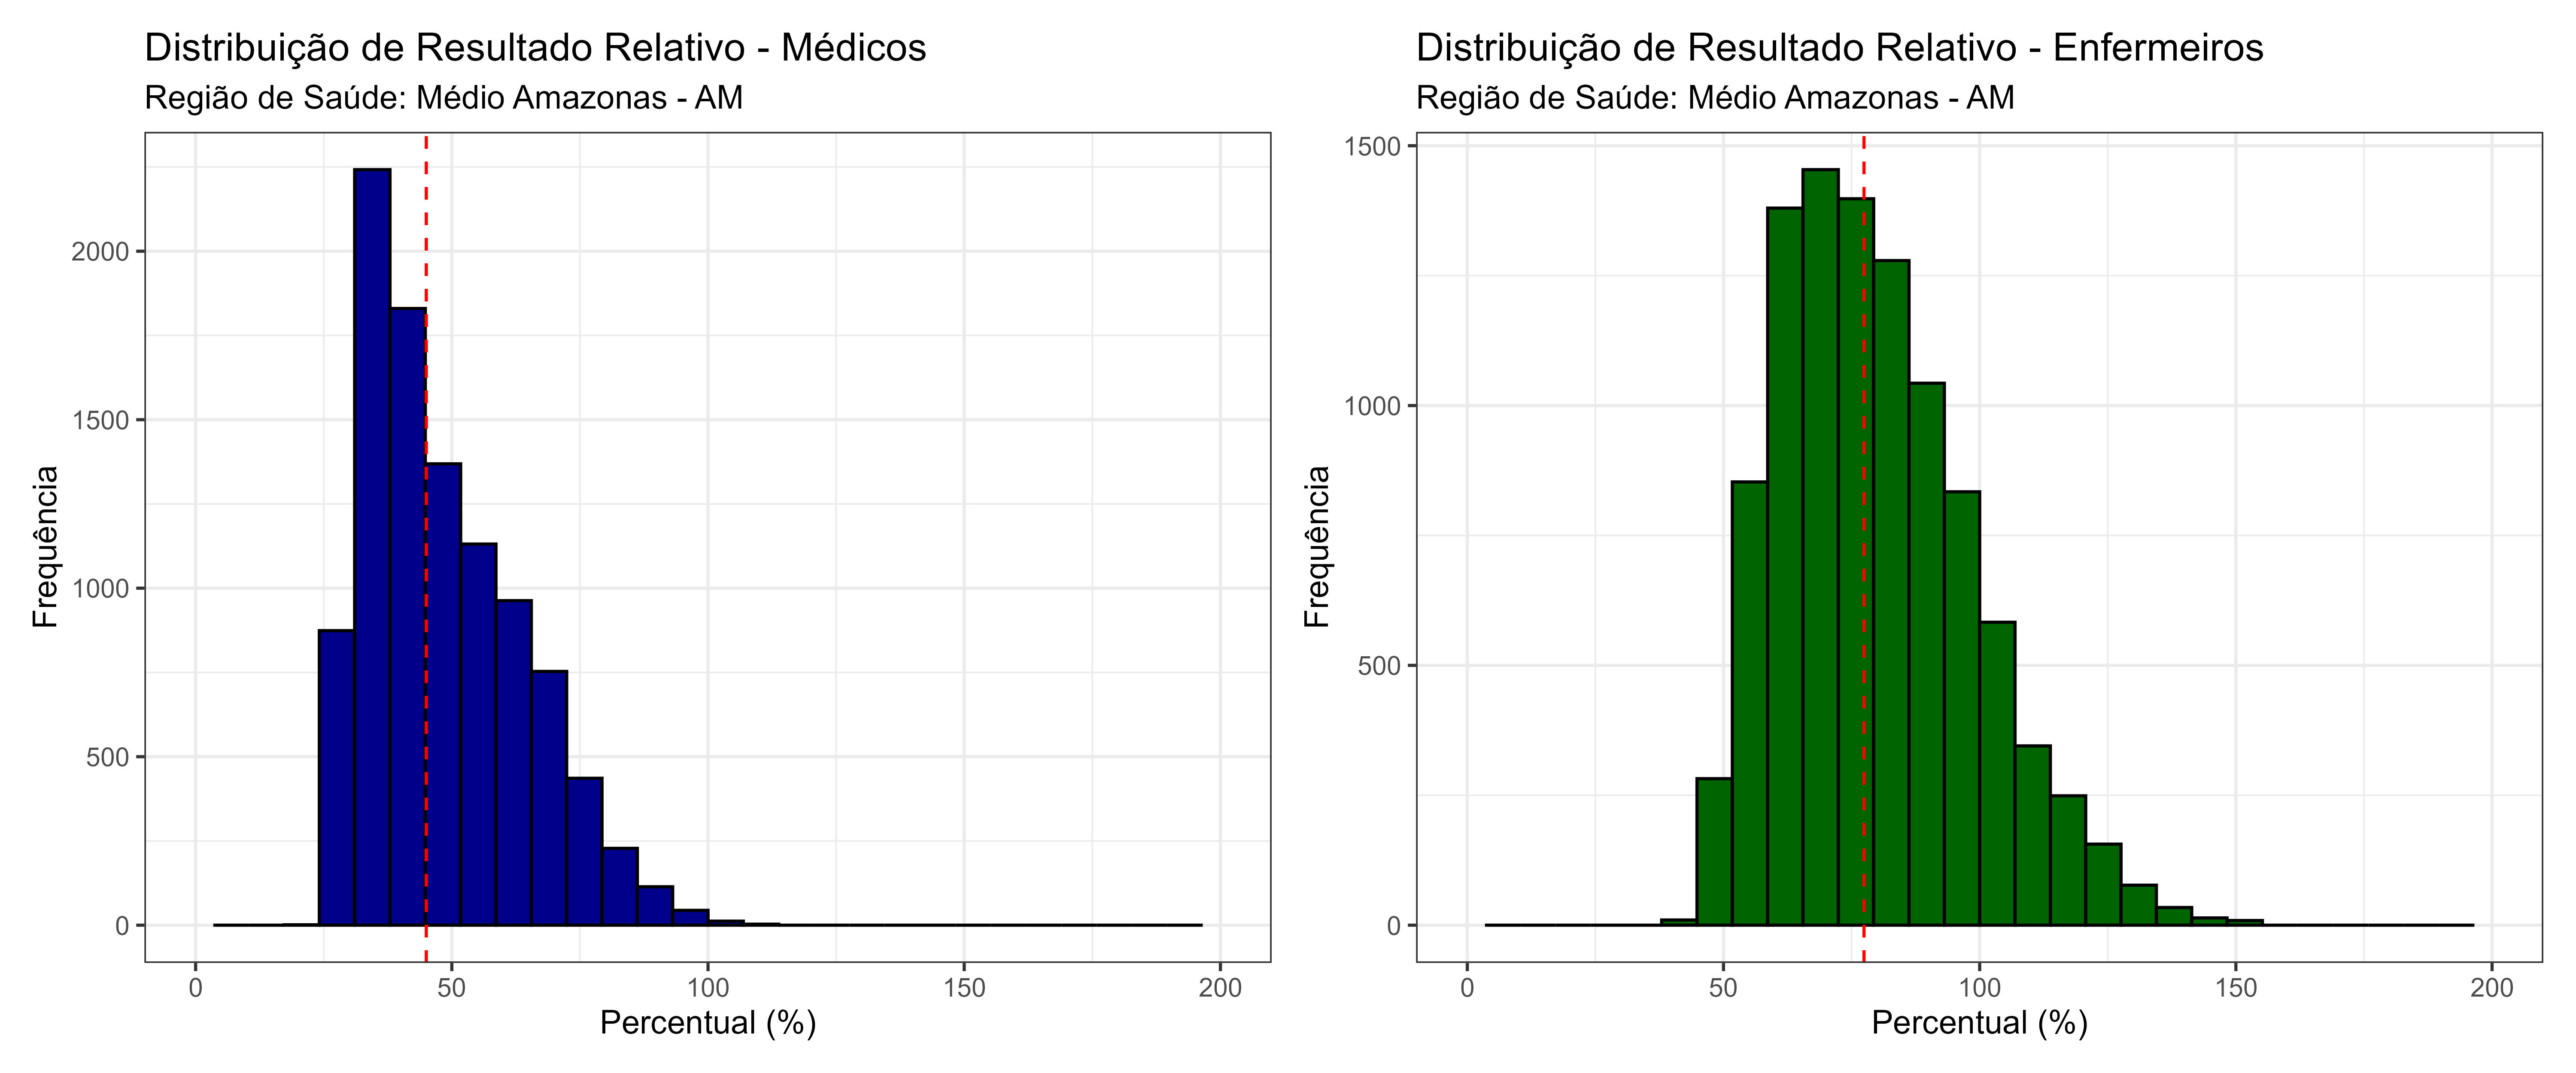 Distribuição de Resultado Relativo - Médicos
Região de Saúde: Médio Amazonas - AM
Frequência
2000
1500
1000
500
0
0 50 100 150 200
Percentual (%)
Distribuição de Resultado Relativo - Enfermeiros
Região de Saúde: Médio Amazonas - AM
Frequência
1500
1000
500
0
0 50 100 150 200
Percentual (%)